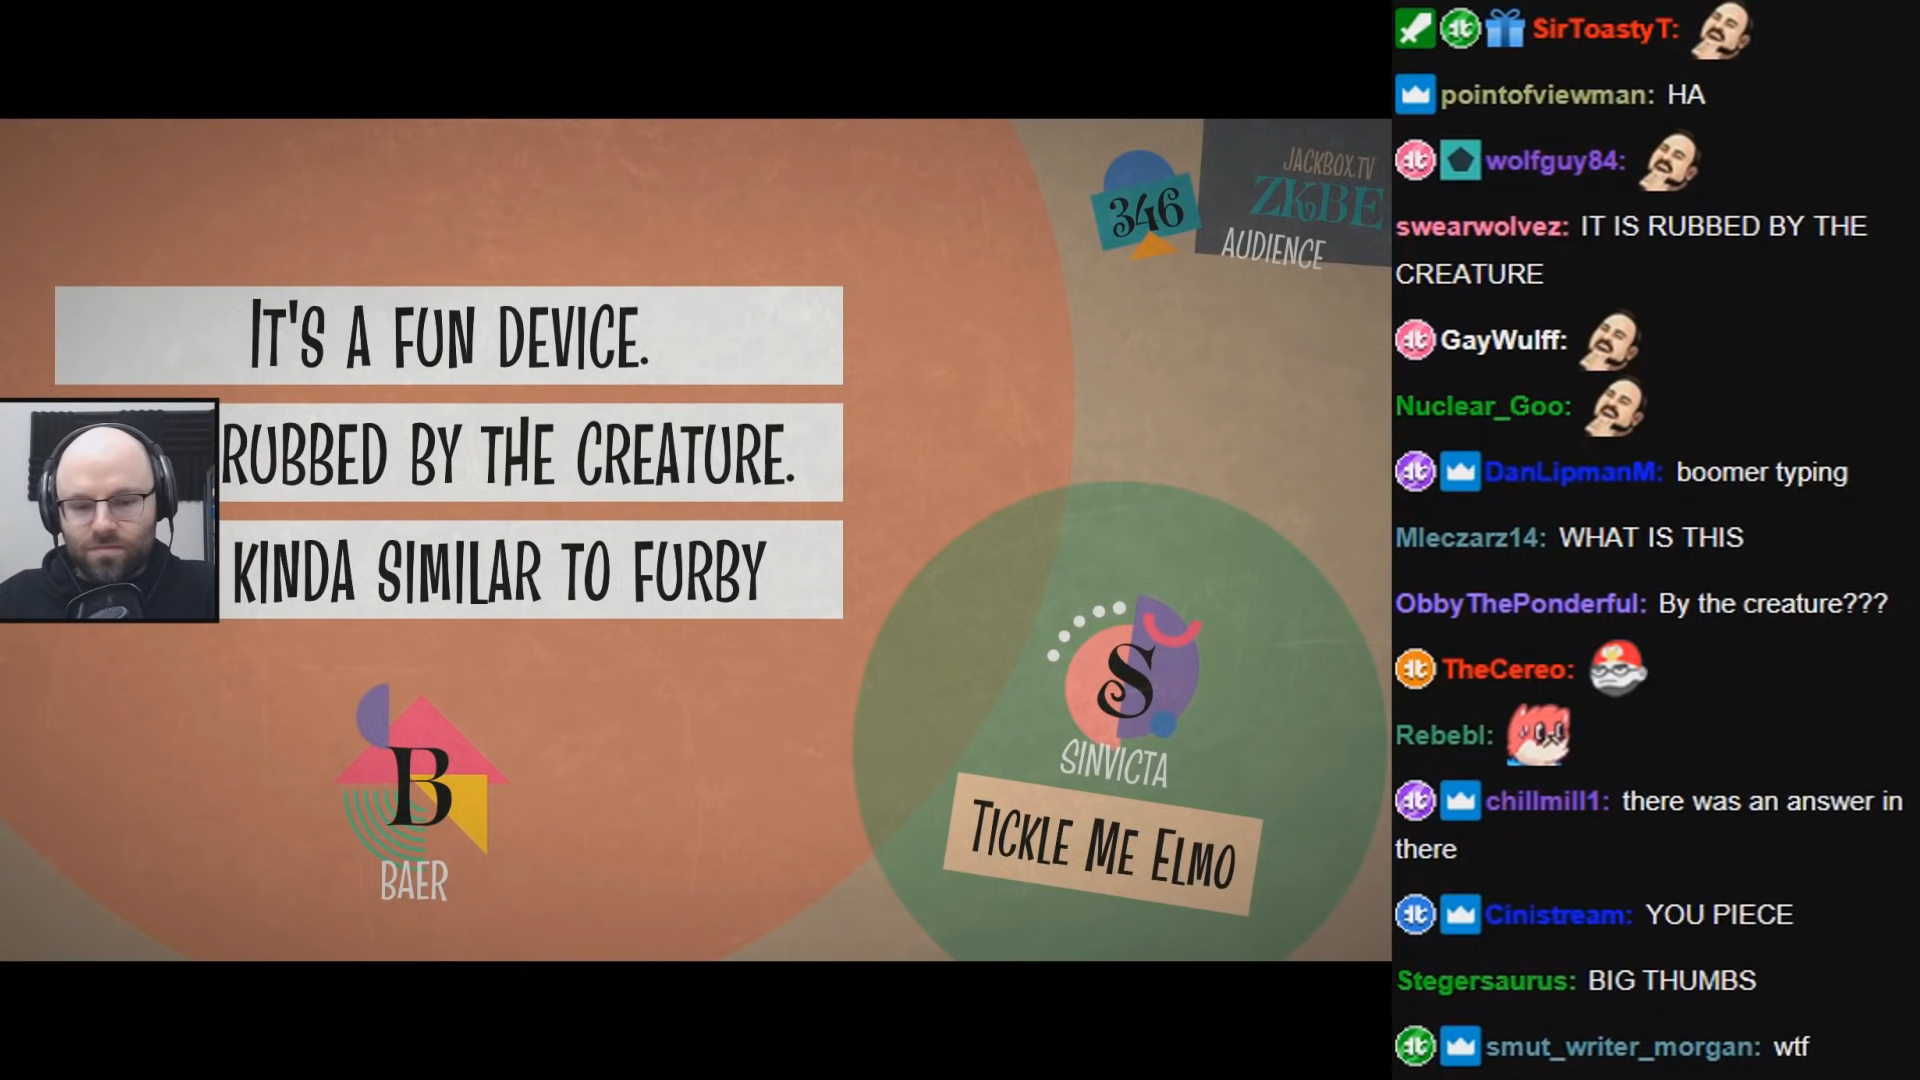 JACKBOX.TV
ZKBE
346
AUDIENCE
IT'S A FUN DEVICE.
RUBBED BY THE CREATURE.
KINDA SIMILAR TO FURBY
B
BAER
S
SINVICTA
TICKLE ME ELMO
SirToastyT:
pointofviewman: HA
wolfguy84:
swearwolvez: IT IS RUBBED BY THE
CREATURE
GayWulff:
Nuclear_Goo:
DanLipmanM: boomer typing
Mleczarz14: WHAT IS THIS
ObbyThePonderful: By the creature???
TheCereo:
Rebebl:
chillmill1: there was an answer in
there
Cinistream: YOU PIECE
Stegersaurus: BIG THUMBS
smut_writer_morgan: wtf